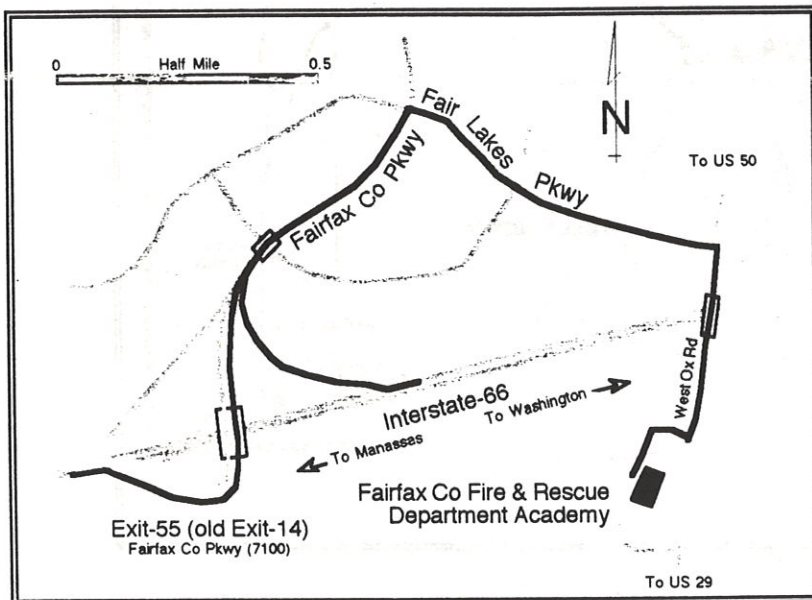 0 Half Mile 0.5
N
To US 50
Fair Lakes Pkwy
Fairfax Co Pkwy
West Ox Rd
Interstate-66
To Washington
To Manassas
Fairfax Co Fire & Rescue
Department Academy
Exit-55 (old Exit-14)
Fairfax Co Pkwy (7100)
To US 29